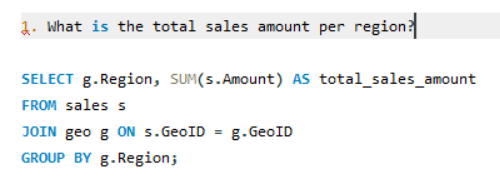 1. What is the total sales amount per region?
SELECT g.Region, SUM(s.Amount) AS total_sales_amount
FROM sales s
JOIN geo g ON s.GeoID = g.GeoID
GROUP BY g.Region;